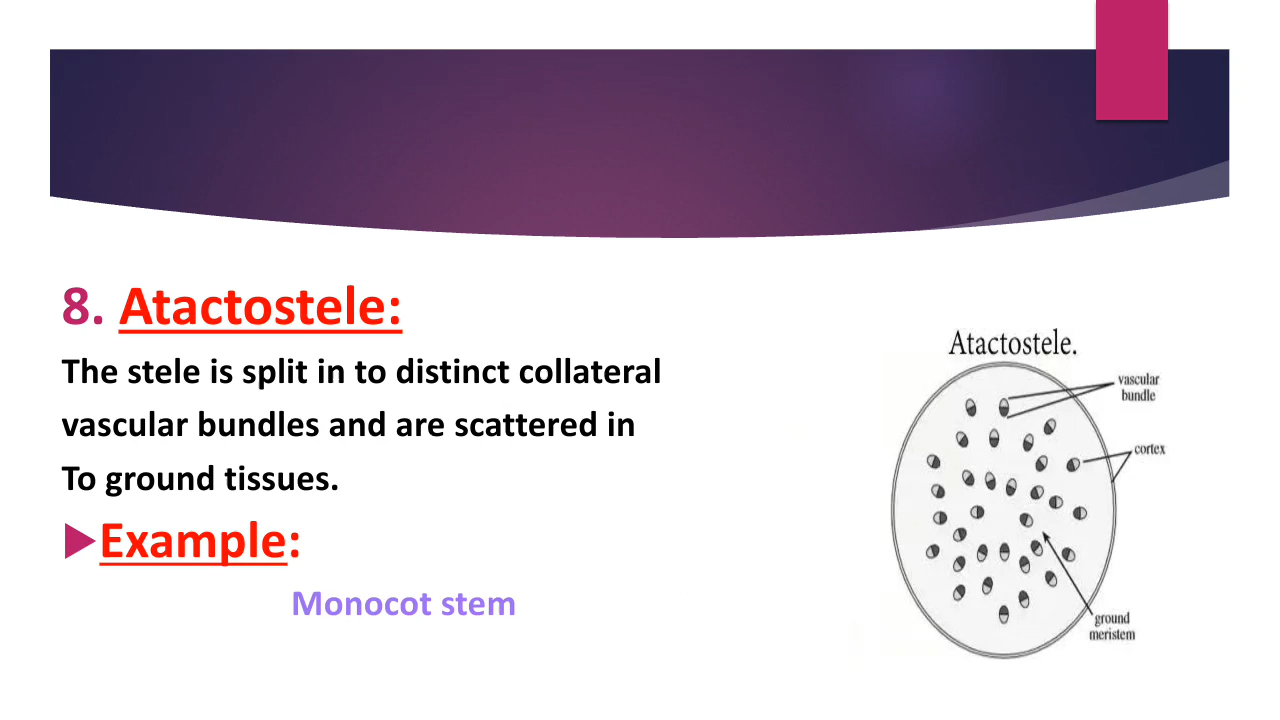 8. Atactostele:
The stele is split in to distinct collateral
vascular bundles and are scattered in
To ground tissues.
Example:
Monocot stem
Atactostele.
vascular
bundle
cortex
ground
meristem